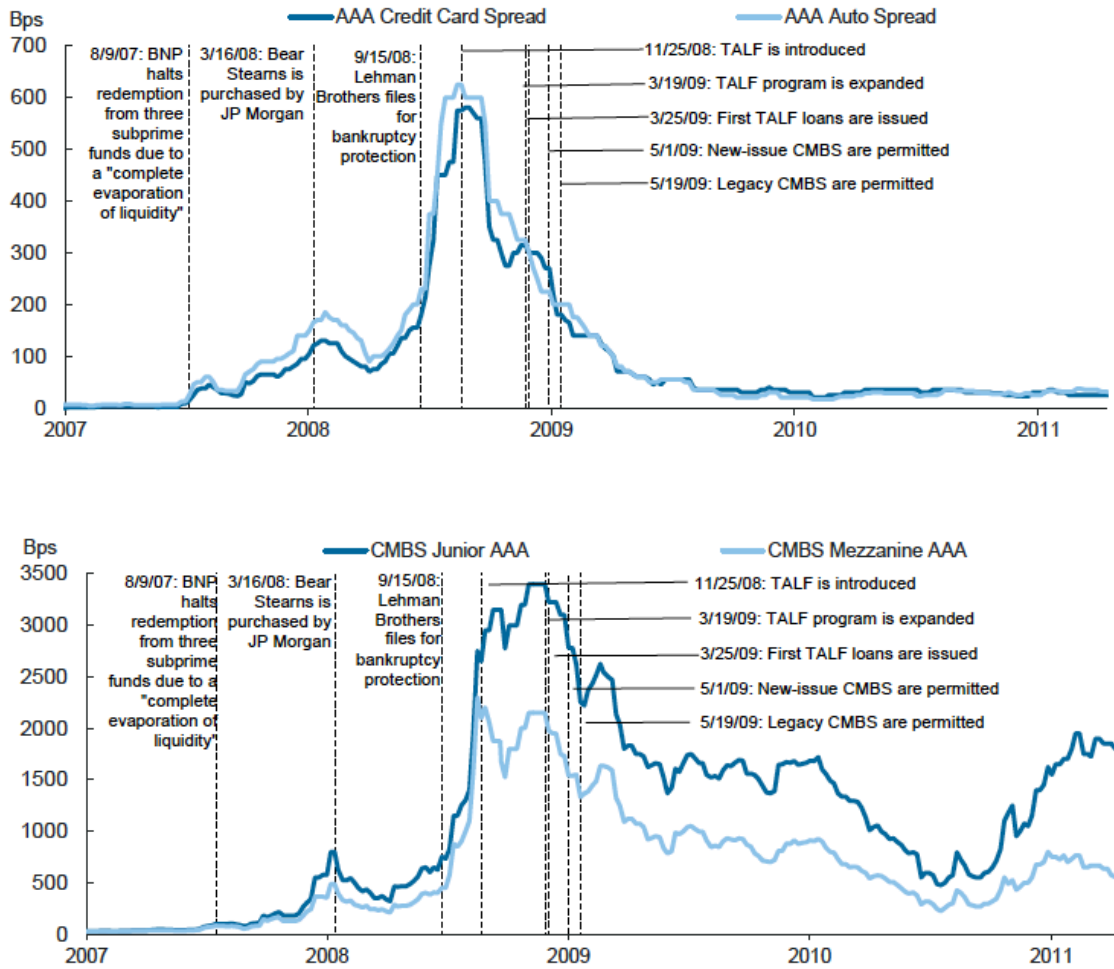 Bps
AAA Credit Card Spread
AAA Auto Spread
700
600
500
400
300
200
100
0
8/9/07: BNP
halts
redemption
from three
subprime
funds due to
a "complete
evaporation
of liquidity"
3/16/08: Bear
Stearns is
purchased by
JP Morgan
9/15/08:
Lehman
Brothers files
for
bankruptcy
protection
11/25/08: TALF is introduced
3/19/09: TALF program is expanded
3/25/09: First TALF loans are issued
5/1/09: New-issue CMBS are permitted
5/19/09: Legacy CMBS are permitted
2007
2008
2009
2010
2011
Bps
CMBS Junior AAA
CMBS Mezzanine AAA
3500
3000
2500
2000
1500
1000
500
0
8/9/07: BNP
halts
redemption
from three
subprime
funds due to a
"complete
evaporation of
liquidity"
3/16/08: Bear
Stearns is
purchased by
JP Morgan
9/15/08:
Lehman
Brothers
files for
bankruptcy
protection
11/25/08: TALF is introduced
3/19/09: TALF program is expanded
3/25/09: First TALF loans are issued
5/1/09: New-issue CMBS are permitted
5/19/09: Legacy CMBS are permitted
2007
2008
2009
2010
2011